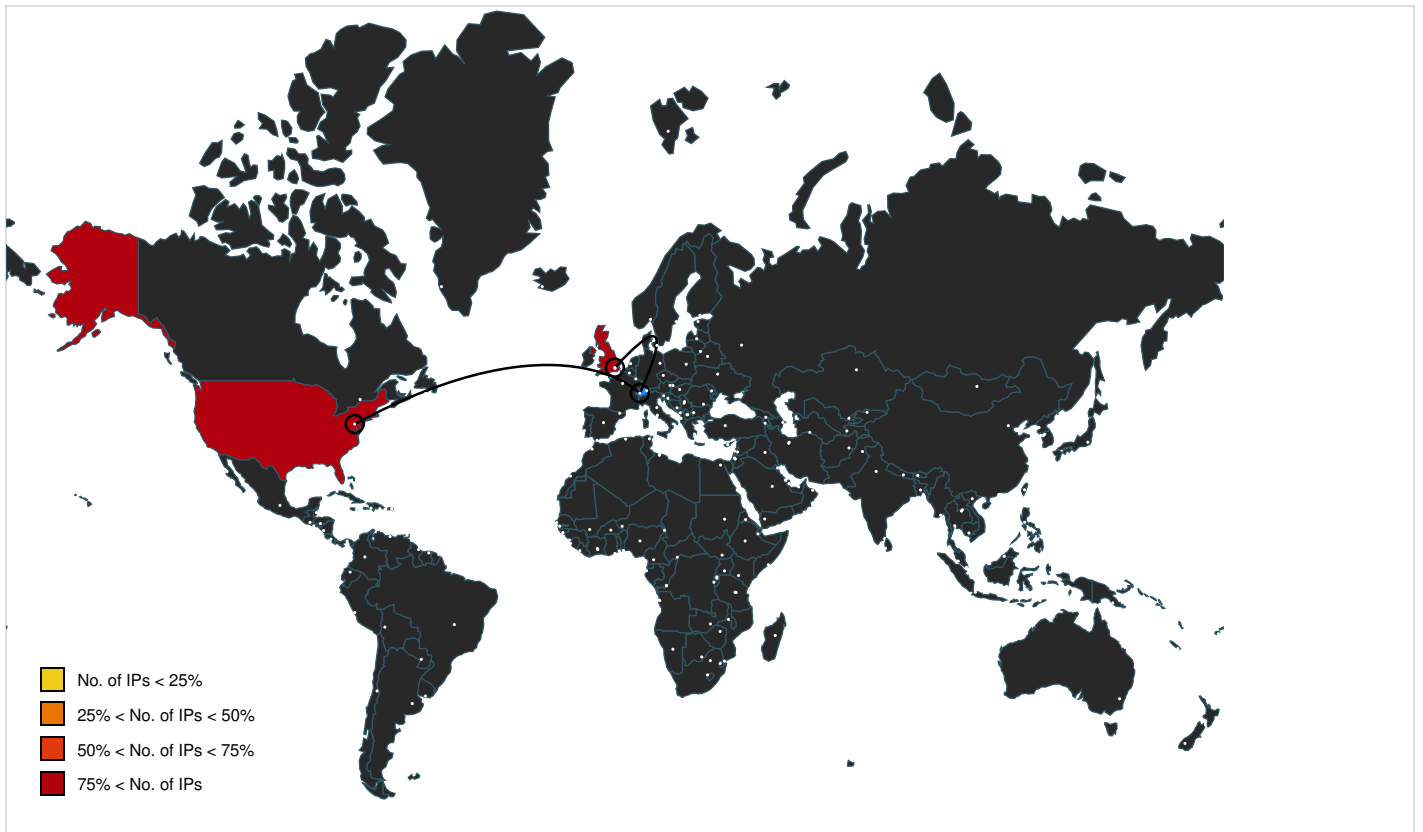 No. of IPs < 25%
25% < No. of IPs < 50%
50% < No. of IPs < 75%
75% < No. of IPs